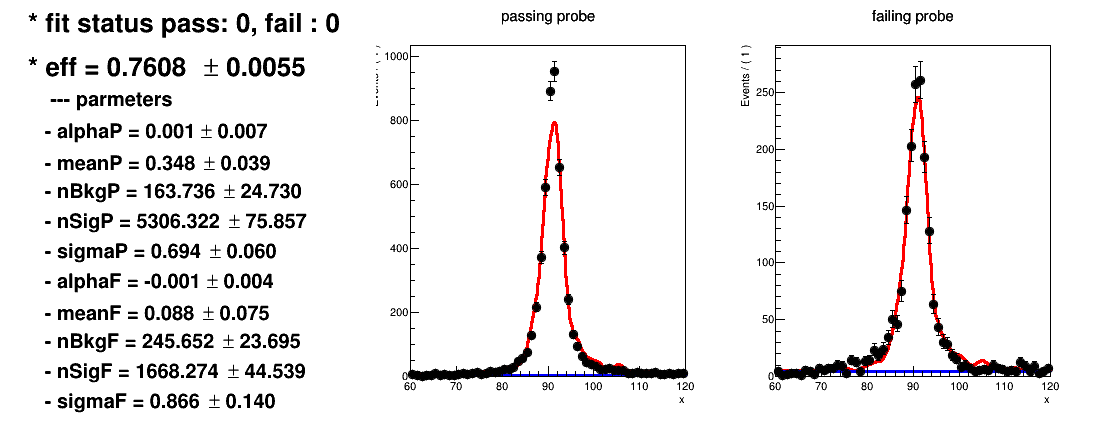 * fit status pass: 0, fail : 0
* eff = 0.7608 ± 0.0055
--- parmeters
- alphaP = 0.001 ± 0.007
- meanP = 0.348 ± 0.039
- nBkgP = 163.736 ± 24.730
- nSigP = 5306.322 ± 75.857
- sigmaP = 0.694 ± 0.060
- alphaF = -0.001 ± 0.004
- meanF = 0.088 ± 0.075
- nBkgF = 245.652 ± 23.695
- nSigF = 1668.274 ± 44.539
- sigmaF = 0.866 ± 0.140
passing probe
1000
800
600
400
200
0
60 70 80 90 100 110 120
x
failing probe
Events / ( 1 )
250
200
150
100
50
0
60 70 80 90 100 110 120
x